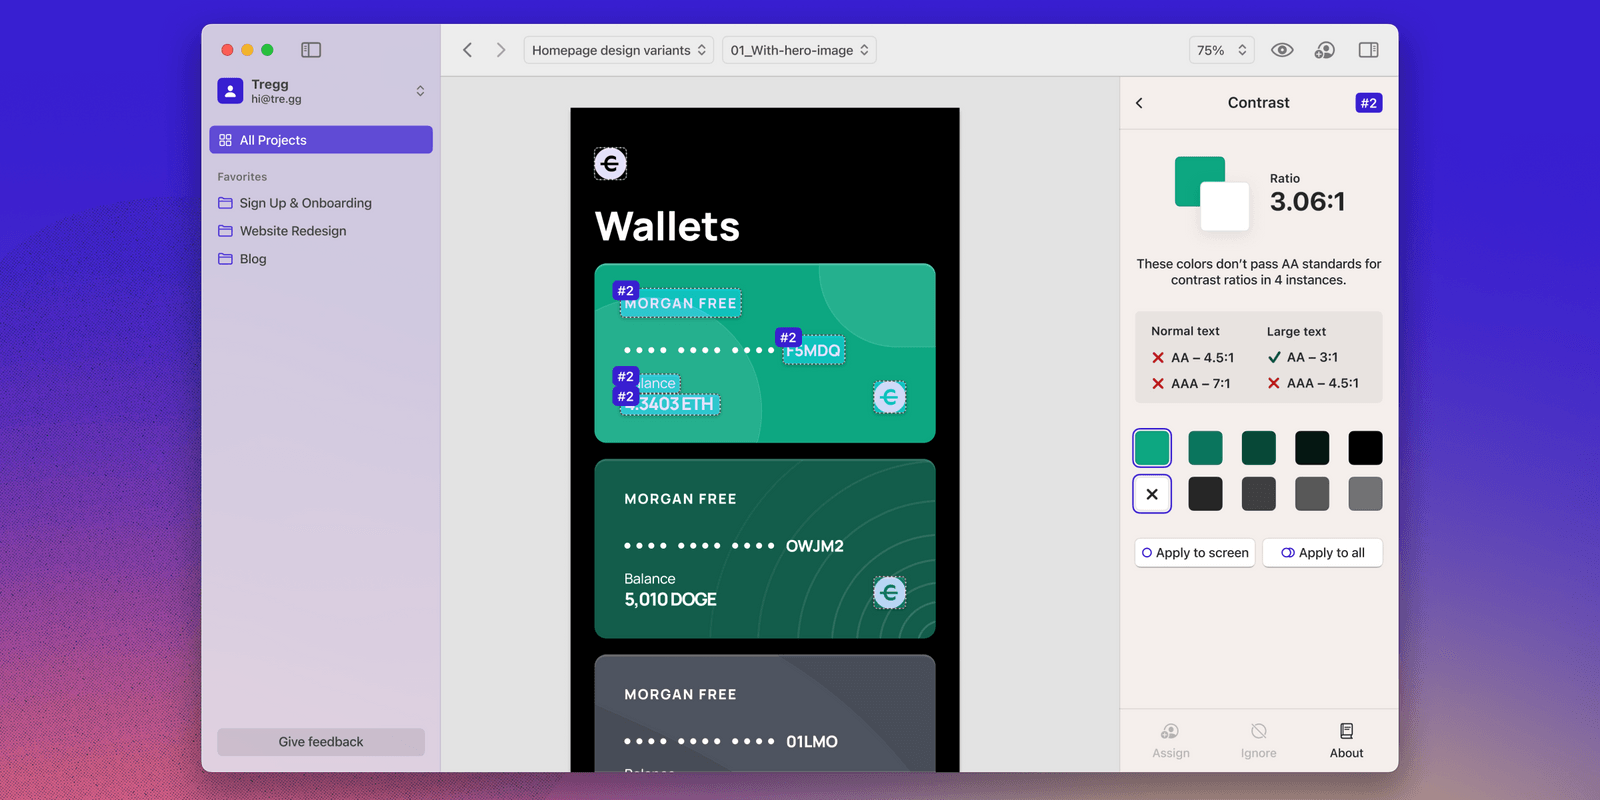 Tregg
hi@tre.gg
All Projects
Favorites
Sign Up & Onboarding
Website Redesign
Blog
Give feedback
Homepage design variants
01_With-hero-image
75%
Wallets
#2
MORGAN FREE
#2
F5MDQ
#2
lance
#2
4.3403 ETH
MORGAN FREE
OWJM2
Balance
5,010 DOGE
MORGAN FREE
01LMO
Balance
Contrast
#2
Ratio
3.06:1
These colors don’t pass AA standards for
contrast ratios in 4 instances.
Normal text Large text
AA – 4.5:1 AA – 3:1
AAA – 7:1 AAA – 4.5:1
Apply to screen Apply to all
Assign Ignore About